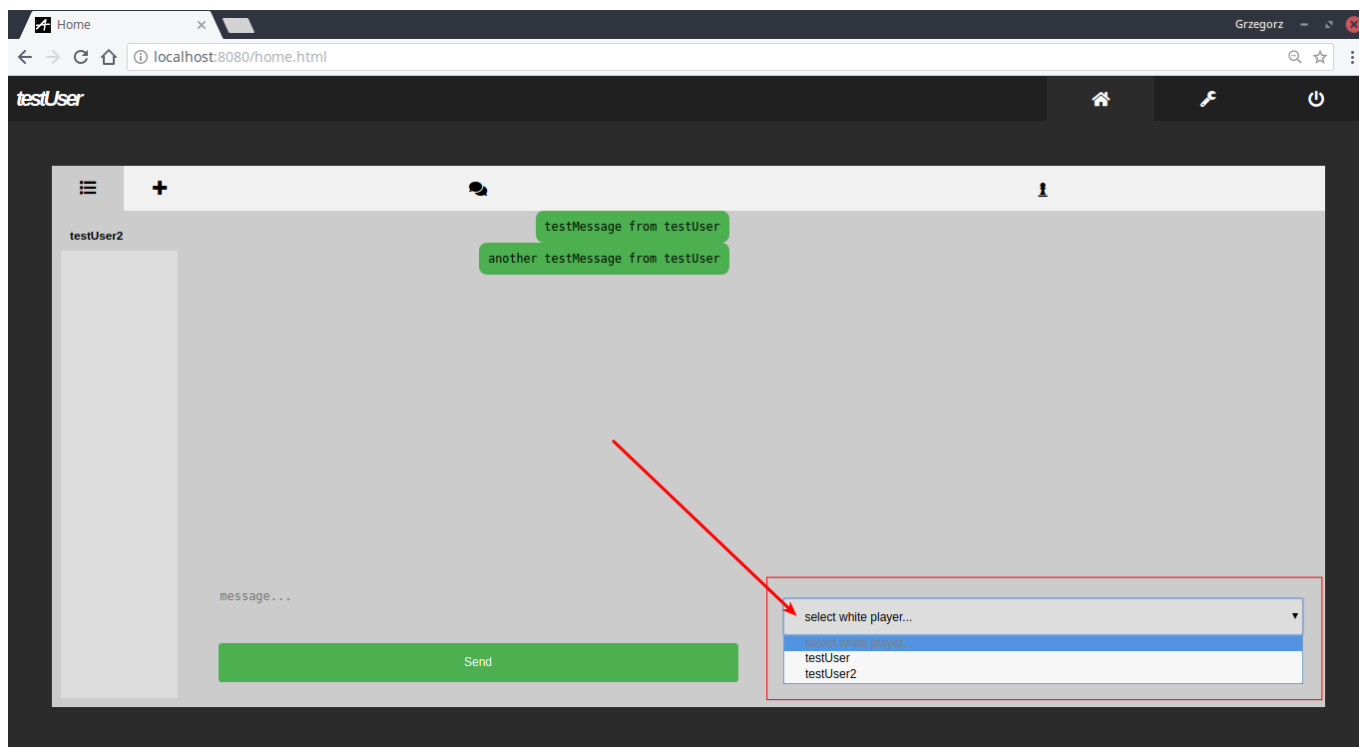 Home
Grzegorz
localhost:8080/home.html
testUser
testUser2
testMessage from testUser
another testMessage from testUser
message...
Send
select white player...
select white player...
testUser
testUser2